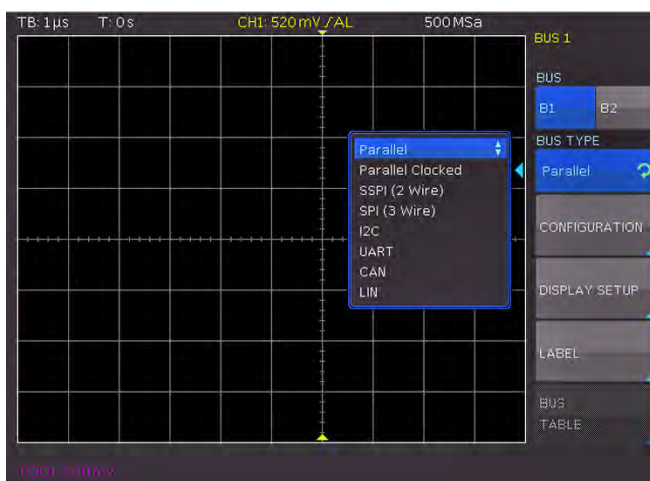 TB: 1µs T: 0 s CH1: 520 mV / AL 500 MSa
BUS 1
BUS
B1 B2
BUS TYPE
Parallel
CONFIGURATION
DISPLAY SETUP
LABEL
BUS
TABLE
Parallel
Parallel Clocked
SSPI (2 Wire)
SPI (3 Wire)
I2C
UART
CAN
LIN